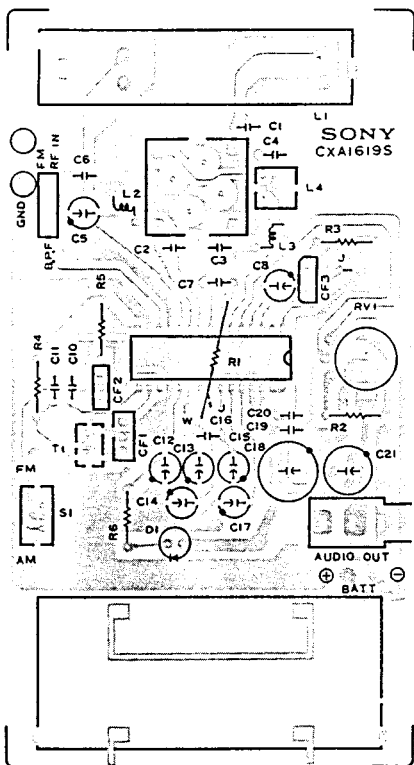 L1
C1
SONY
CXA1619S
C4
C6
FM
RF IN
GND
B.P.F
L2
L4
C5
C2
C3
L3
R3
C7
C8
CF3
J
RV1
R5
R4
C11
C10
R1
CF2
W
J
C16
C20
C19
R2
T1
CF1
C12
C13
C15
C18
C21
FM
S1
AM
C14
C17
R6
D1
AUDIO OUT
⊕ ⊖
BATT